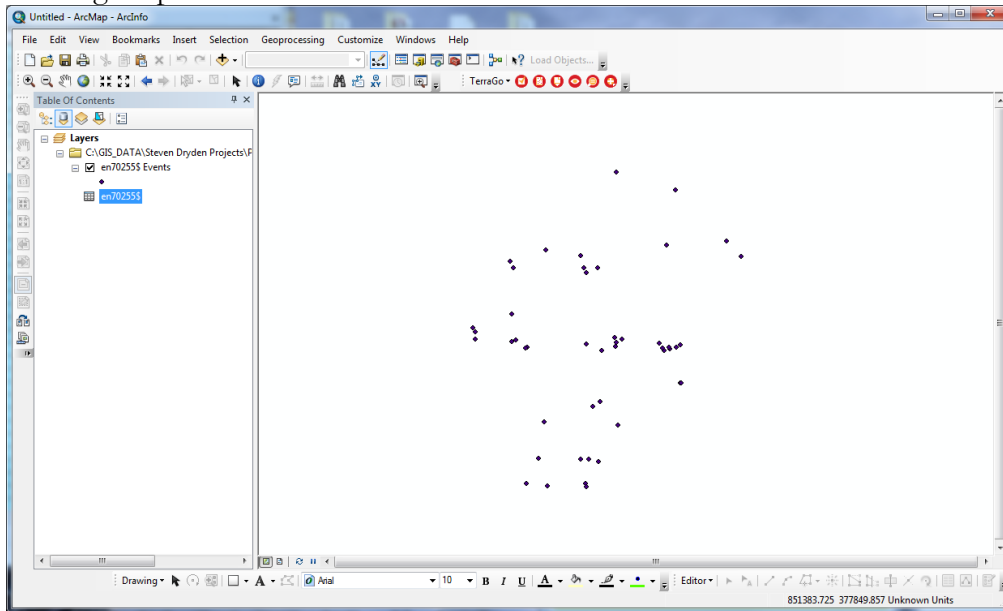 Untitled - ArcMap - ArcInfo
File Edit View Bookmarks Insert Selection Geoprocessing Customize Windows Help
Load Objects...
TerraGo
Table Of Contents
Layers
C:\GIS_DATA\Steven Dryden Projects\F
en70255$ Events
en70255$
Drawing
A
Arial
10
B I U A
Editor
851383.725 377849.857 Unknown Units